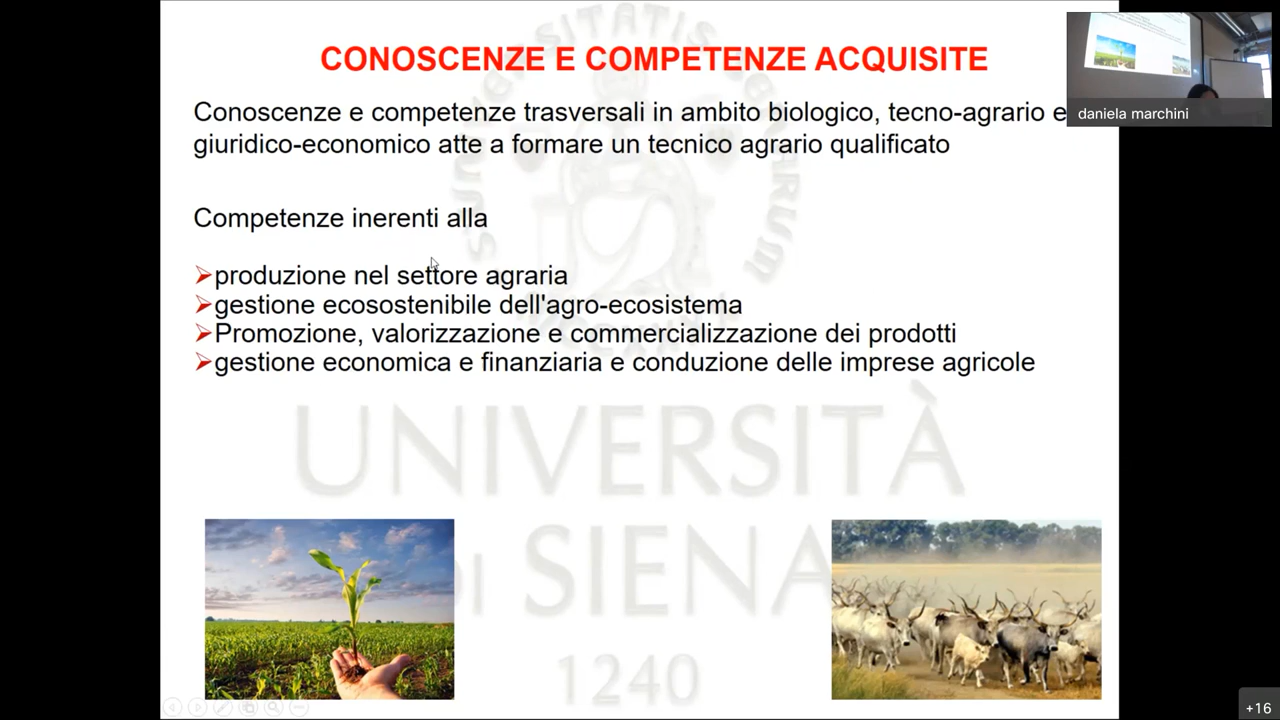 CONOSCENZE E COMPETENZE ACQUISITE
Conoscenze e competenze trasversali in ambito biologico, tecno-agrario e
giuridico-economico atte a formare un tecnico agrario qualificato
Competenze inerenti alla
produzione nel settore agraria
gestione ecosostenibile dell'agro-ecosistema
Promozione, valorizzazione e commercializzazione dei prodotti
gestione economica e finanziaria e conduzione delle imprese agricole
UNIVERSITÀ
DI SIENA
1240
daniela marchini
+16